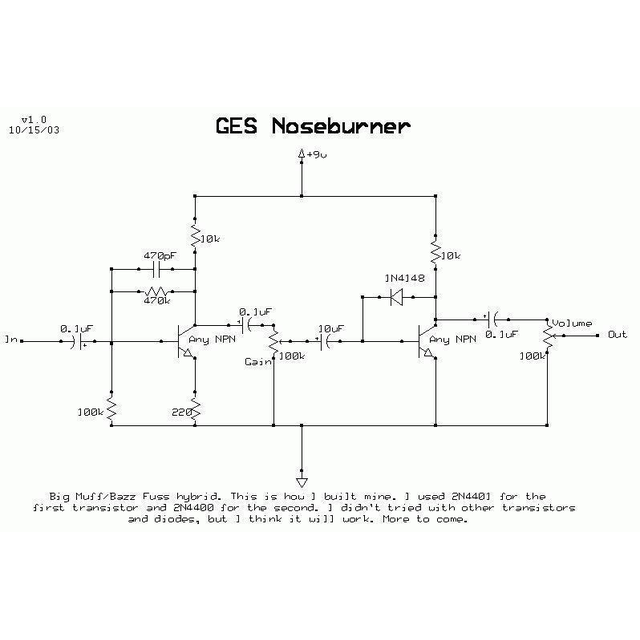 v1.0
10/15/03
GES Noseburner
+9v
10k
10k
470pF
470k
1N4148
0.1uF
10uF
0.1uF
Volume
In
0.1uF
Any NPN
Any NPN
Out
Gain
100k
100k
100k
220
Big Muff/Bazz Fuss hybrid. This is how I built mine. I used 2N4401 for the
first transistor and 2N4400 for the second. I didn't tried with other transistors
and diodes, but I think it will work. More to come.